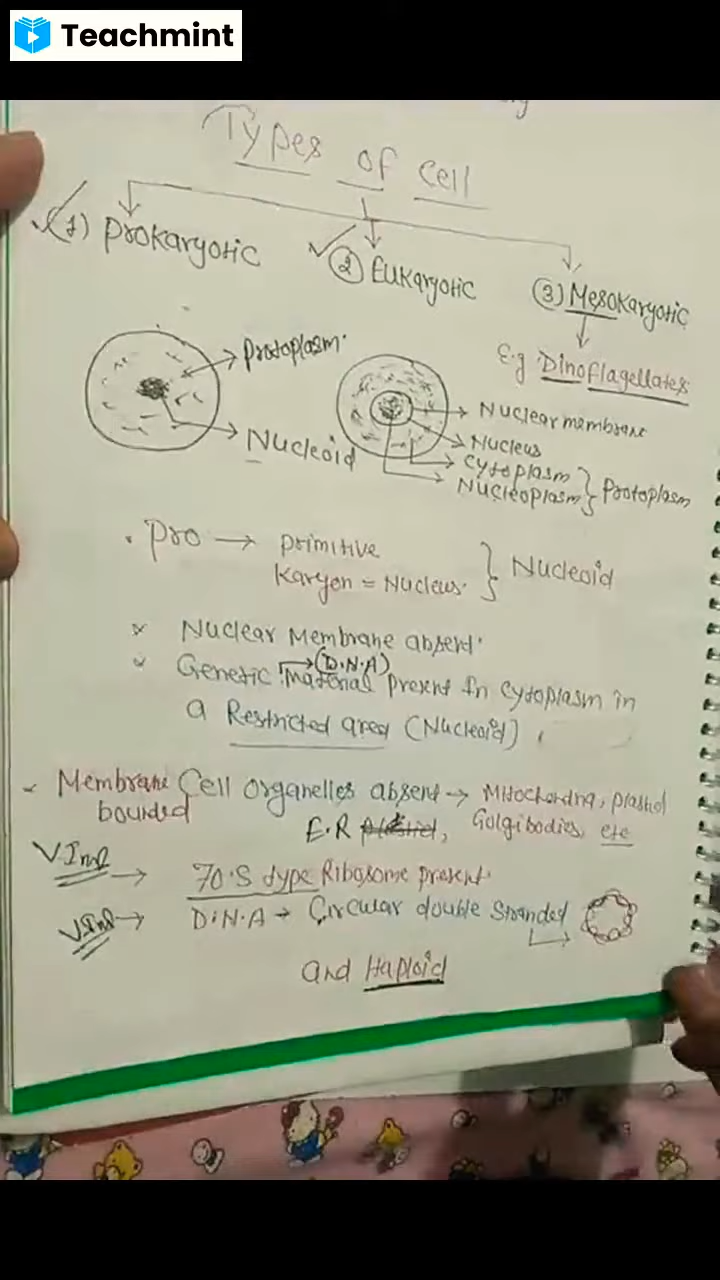 Teachmint
Types of cell
(1) Prokaryotic
(2) Eukaryotic
(3) Mesokaryotic
E.g Dinoflagellates
Protoplasm.
Nucleoid
Nuclear membrane
Nucleus
Cytoplasm
Nucleoplasm } Protoplasm
. Pro → Primitive
Karyon = Nucleus. } Nucleoid
× Nuclear Membrane absent.
× Genetic Material Present In Cytoplasm in
→ (D.N.A)
a Restricted area (Nucleoid)
Membrane Cell organelles absent → Mitochondria, plastid
bounded E.R, Golgibodies, etc
V.Imp → 70.S type Ribosome present.
V.Imp → D.N.A → Circular double Stranded
and Haploid